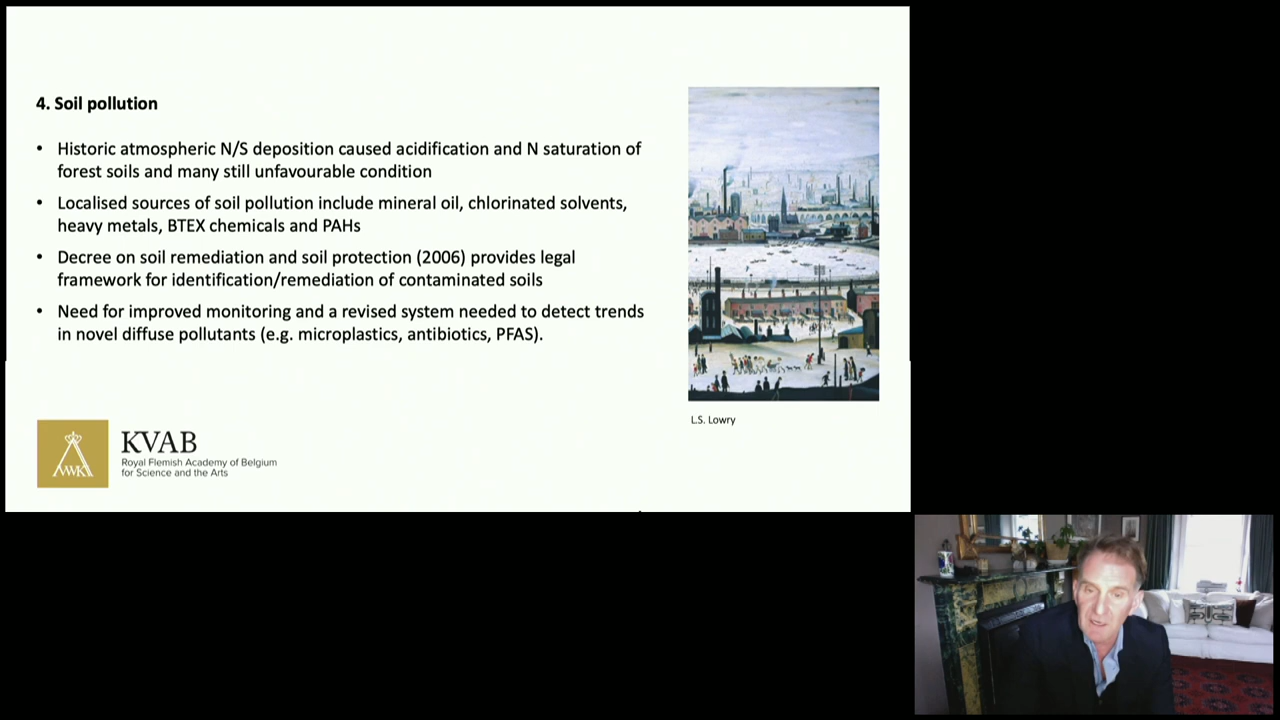 4. Soil pollution
• Historic atmospheric N/S deposition caused acidification and N saturation of
forest soils and many still unfavourable condition
• Localised sources of soil pollution include mineral oil, chlorinated solvents,
heavy metals, BTEX chemicals and PAHs
• Decree on soil remediation and soil protection (2006) provides legal
framework for identification/remediation of contaminated soils
• Need for improved monitoring and a revised system needed to detect trends
in novel diffuse pollutants (e.g. microplastics, antibiotics, PFAS).
L.S. Lowry
KVAB
Royal Flemish Academy of Belgium
for Science and the Arts